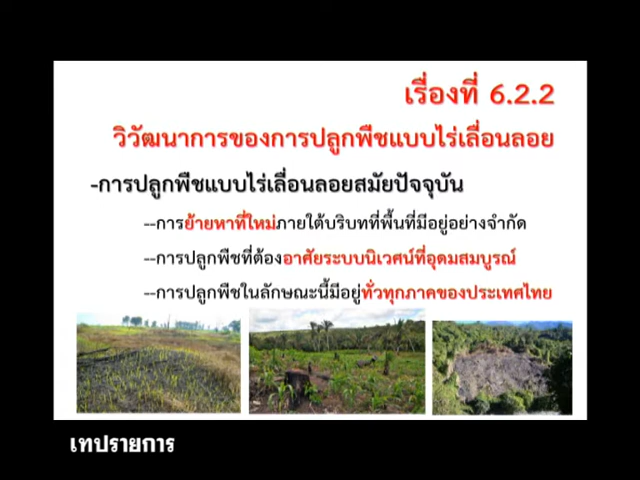 เรื่องที่ 6.2.2
วิวัฒนาการของการปลูกพืชแบบไร่เลื่อนลอย
-การปลูกพืชแบบไร่เลื่อนลอยสมัยปัจจุบัน
--การย้ายหาที่ใหม่ภายใต้บริบทที่พื้นที่มีอยู่อย่างจำกัด
--การปลูกพืชที่ต้องอาศัยระบบนิเวศน์ที่อุดมสมบูรณ์
--การปลูกพืชในลักษณะนี้มีอยู่ทั่วทุกภาคของประเทศไทย
เทปรายการ